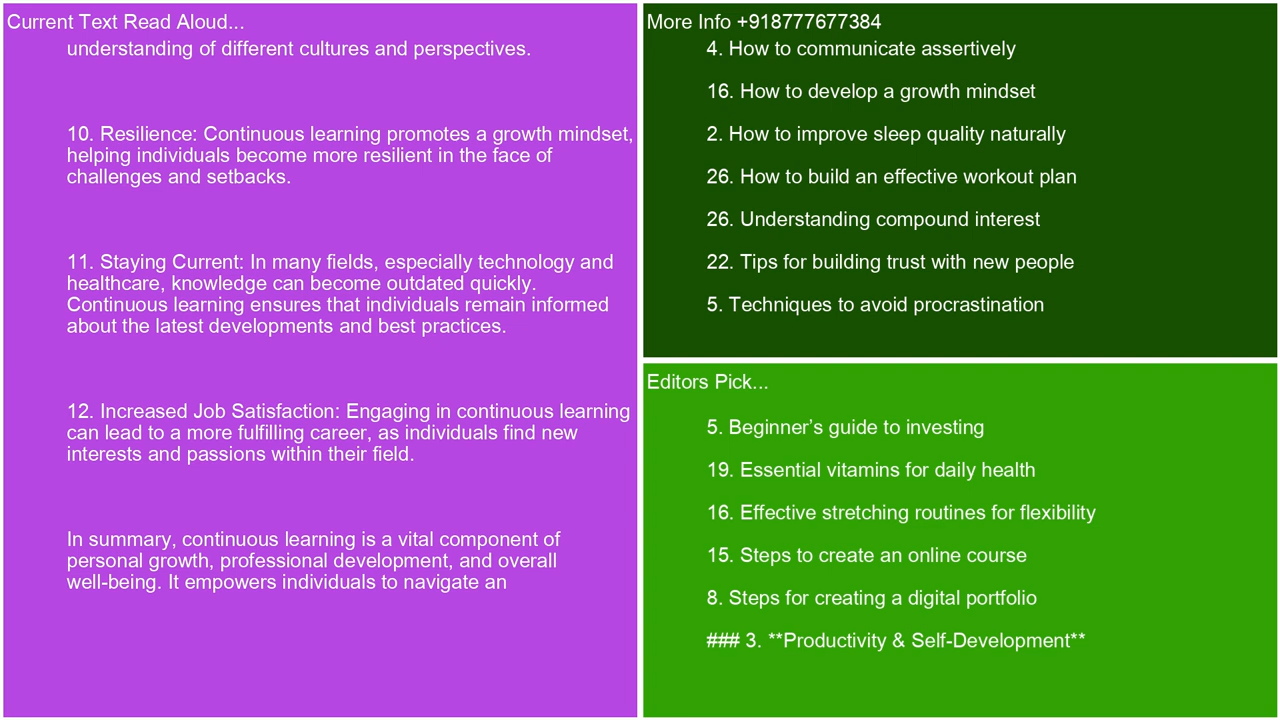 Current Text Read Aloud...
understanding of different cultures and perspectives.
10. Resilience: Continuous learning promotes a growth mindset,
helping individuals become more resilient in the face of
challenges and setbacks.
11. Staying Current: In many fields, especially technology and
healthcare, knowledge can become outdated quickly.
Continuous learning ensures that individuals remain informed
about the latest developments and best practices.
12. Increased Job Satisfaction: Engaging in continuous learning
can lead to a more fulfilling career, as individuals find new
interests and passions within their field.
In summary, continuous learning is a vital component of
personal growth, professional development, and overall
well-being. It empowers individuals to navigate an
More Info +918777677384
4. How to communicate assertively
16. How to develop a growth mindset
2. How to improve sleep quality naturally
26. How to build an effective workout plan
26. Understanding compound interest
22. Tips for building trust with new people
5. Techniques to avoid procrastination
Editors Pick...
5. Beginner’s guide to investing
19. Essential vitamins for daily health
16. Effective stretching routines for flexibility
15. Steps to create an online course
8. Steps for creating a digital portfolio
### 3. **Productivity & Self-Development**